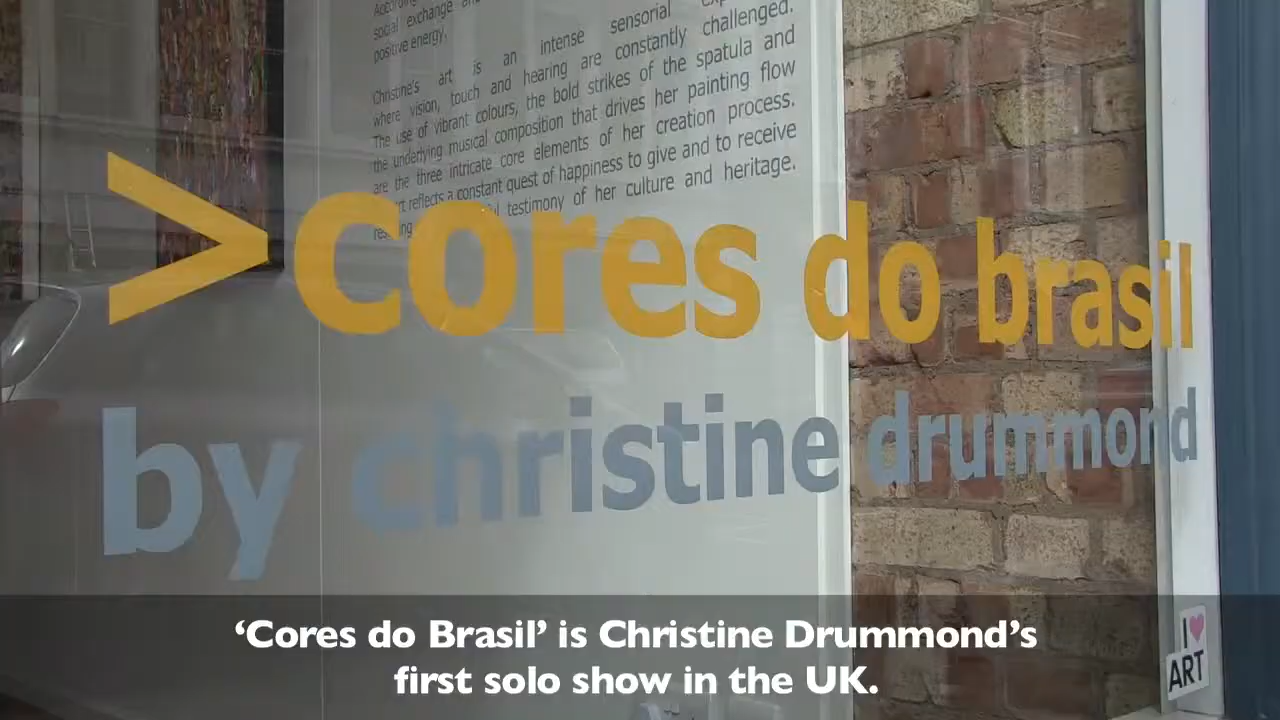 social exchange
positive energy.
Christine's art is an intense sensorial
where vision, touch and hearing are constantly challenged.
The use of vibrant colours, the bold strikes of the spatula and
the underlying musical composition that drives her painting flow
are the three intricate core elements of her creation process.
reflects a constant quest of happiness to give and to receive
testimony of her culture and heritage.
>cores do brasil
by christine drummond
'Cores do Brasil' is Christine Drummond's
first solo show in the UK.
I ♥
ART